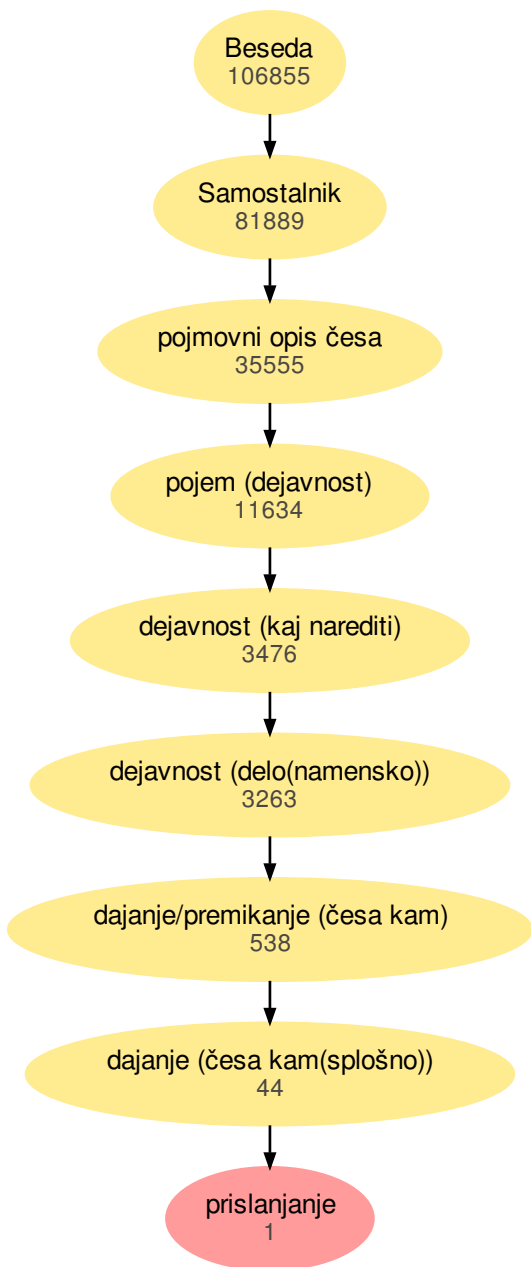 Beseda
106855
Samostalnik
81889
pojmovni opis česa
35555
pojem (dejavnost)
11634
dejavnost (kaj narediti)
3476
dejavnost (delo(namensko))
3263
dajanje/premikanje (česa kam)
538
dajanje (česa kam(splošno))
44
prislanjanje
1